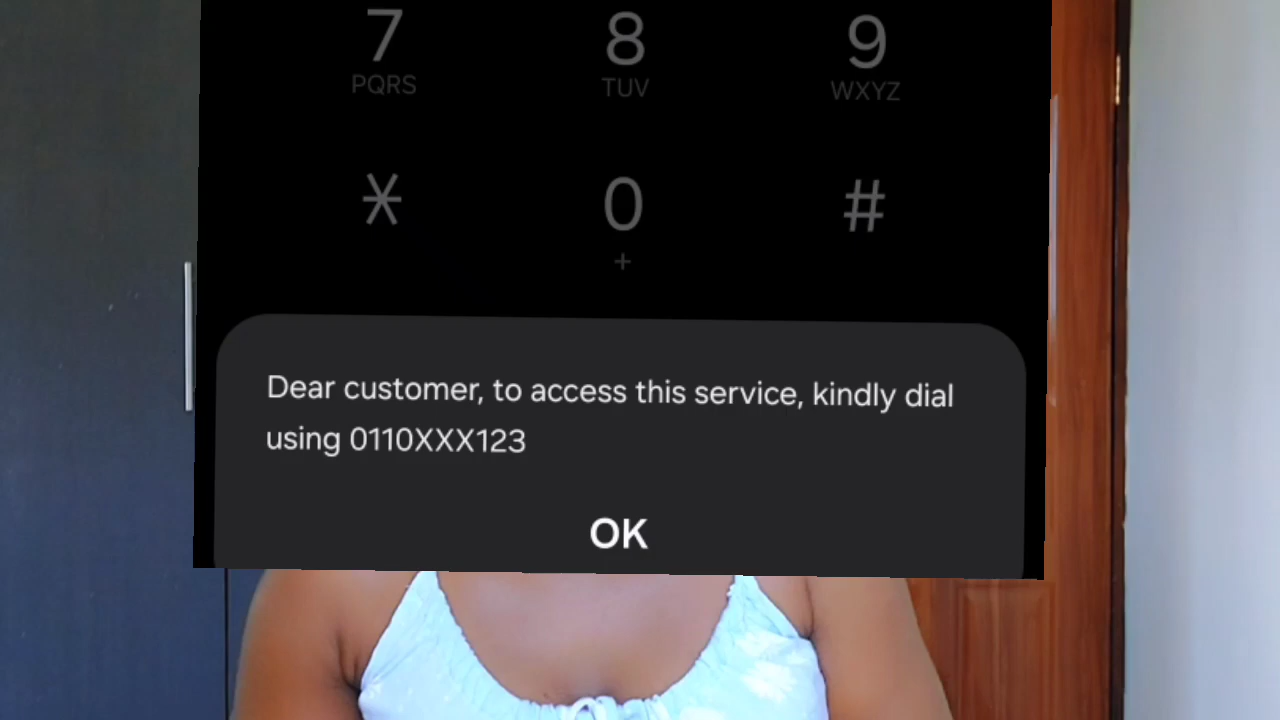 7 8 9
PQRS TUV WXYZ
* 0 #
+
Dear customer, to access this service, kindly dial
using 0110XXX123
OK